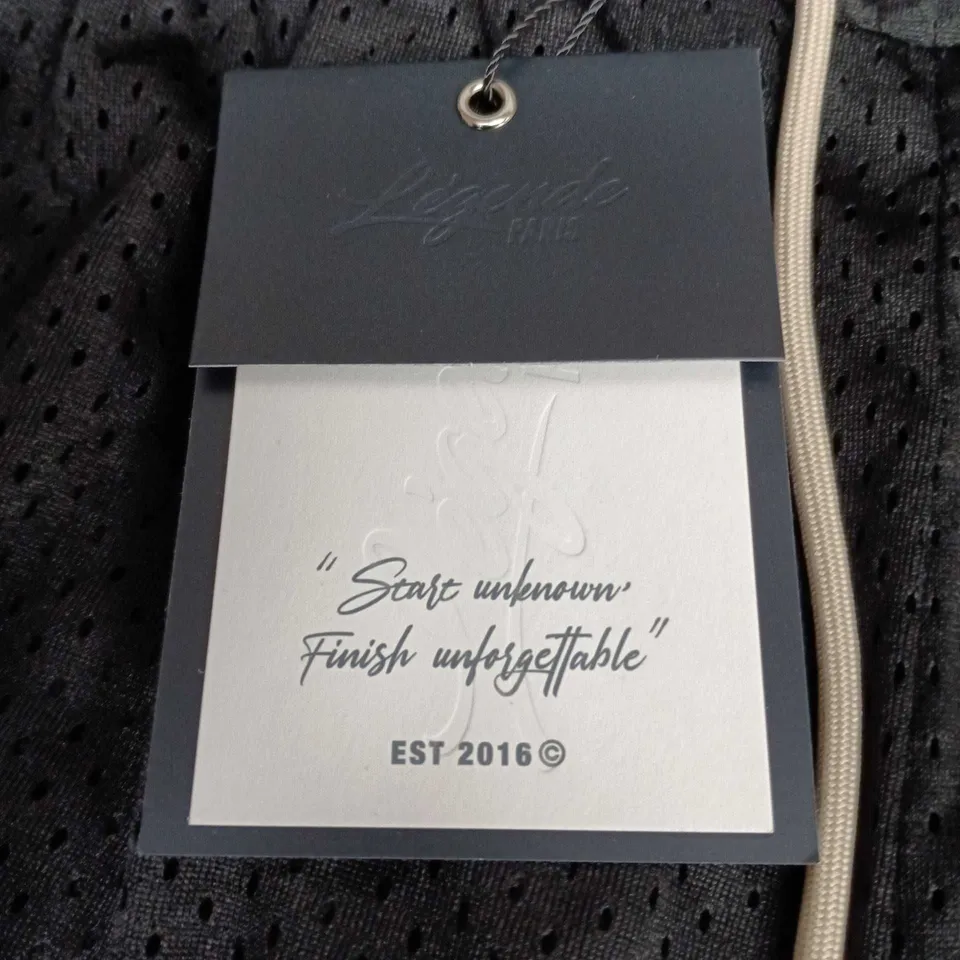 Légende
PARIS
“Start unknown,
Finish unforgettable”
EST 2016©